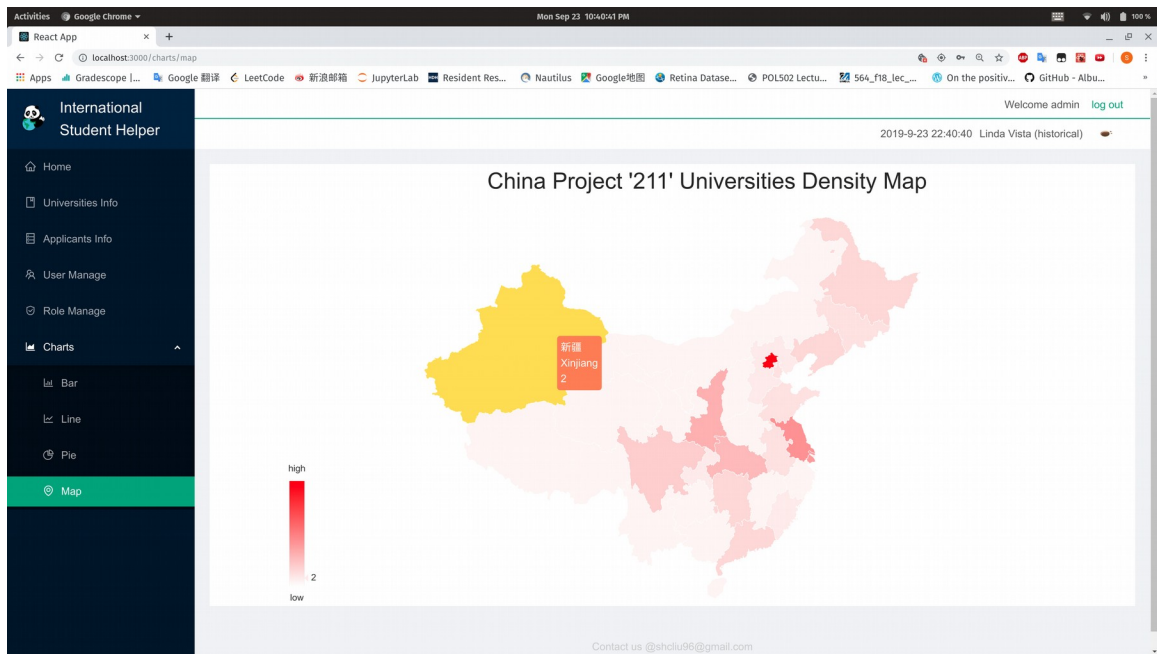 Activities Google Chrome Mon Sep 23 10:40:41 PM 100 %
React App
localhost:3000/charts/map
Apps Gradescope |... Google 翻译 LeetCode 新浪邮箱 JupyterLab Resident Res... Nautilus Google地图 Retina Datase... POL502 Lectu... 564_f18_lec_... On the positiv... GitHub - Albu... »
International
Student Helper
Welcome admin log out
2019-9-23 22:40:40 Linda Vista (historical)
Home
Universities Info
Applicants Info
User Manage
Role Manage
Charts
Bar
Line
Pie
Map
China Project '211' Universities Density Map
新疆
Xinjiang
2
high
2
low
Contact us @shcliu96@gmail.com